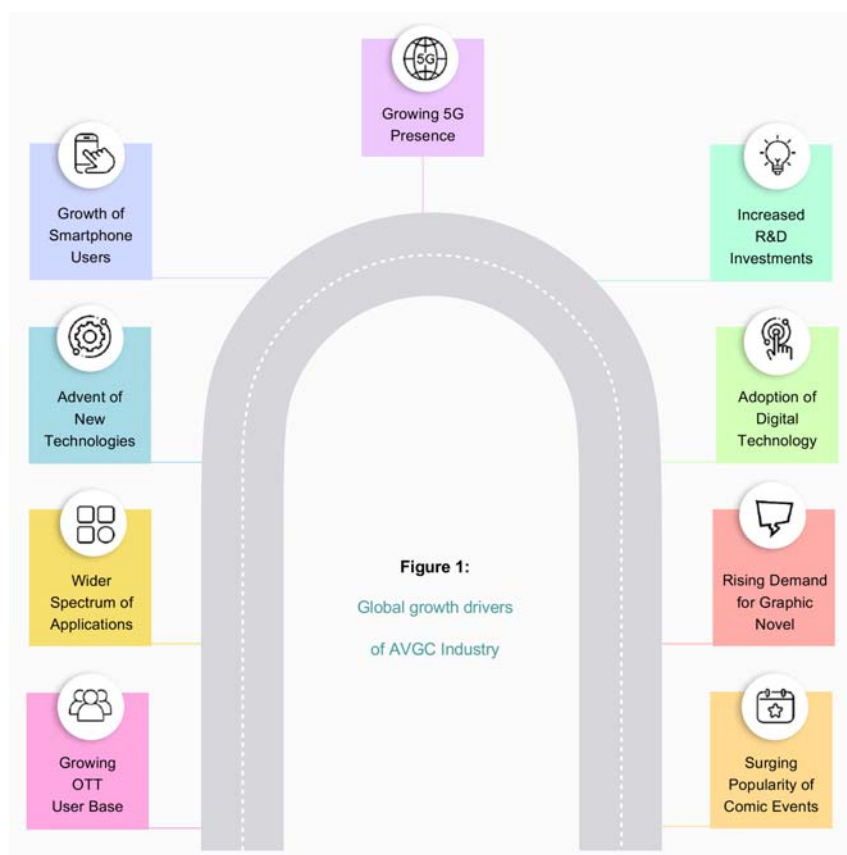 5G
Growing 5G
Presence
Growth of
Smartphone
Users
Increased
R&D
Investments
Advent of
New
Technologies
Adoption of
Digital
Technology
Wider
Spectrum of
Applications
Figure 1:
Global growth drivers
of AVGC Industry
Rising Demand
for Graphic
Novel
Growing
OTT
User Base
Surging
Popularity of
Comic Events